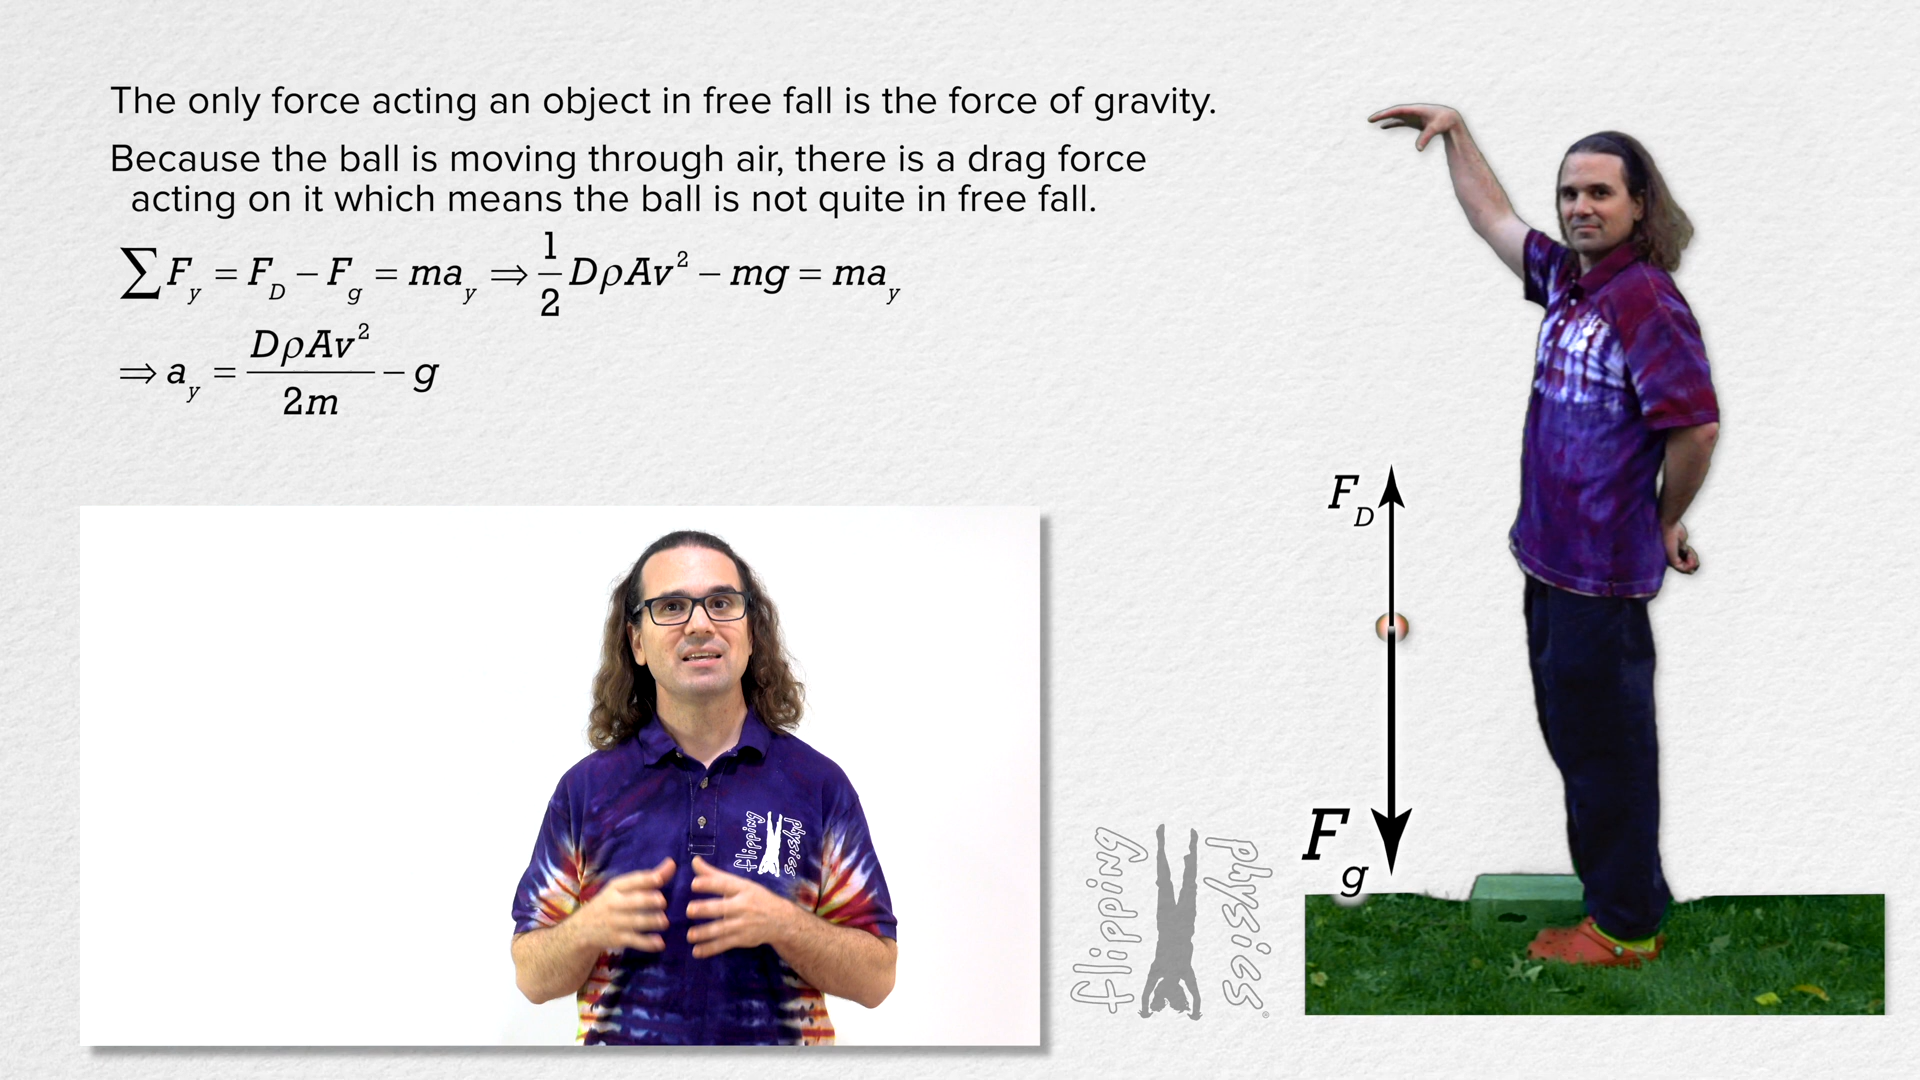 The only force acting an object in free fall is the force of gravity.
Because the ball is moving through air, there is a drag force
acting on it which means the ball is not quite in free fall.
∑F_y = F_D − F_g = ma_y ⇒ 1/2 DρAv² − mg = ma_y
⇒ a_y = DρAv²/2m − g
F_D
F_g
flipping physics
flipping physics®